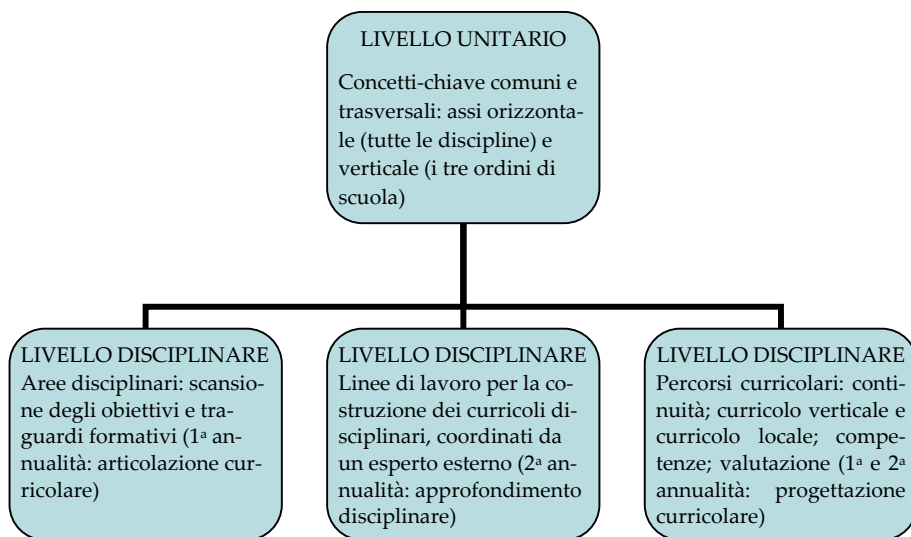 LIVELLO UNITARIO
Concetti-chiave comuni e
trasversali: assi orizzonta-
le (tutte le discipline) e
verticale (i tre ordini di
scuola)
LIVELLO DISCIPLINARE
Aree disciplinari: scansio-
ne degli obiettivi e tra-
guardi formativi (1ª an-
nualità: articolazione cur-
ricolare)
LIVELLO DISCIPLINARE
Linee di lavoro per la co-
struzione dei curricoli di-
sciplinari, coordinati da
un esperto esterno (2ª an-
nualità: approfondimento
disciplinare)
LIVELLO DISCIPLINARE
Percorsi curricolari: conti-
nuità; curricolo verticale e
curricolo locale; compe-
tenze; valutazione (1ª e 2ª
annualità: progettazione
curricolare)